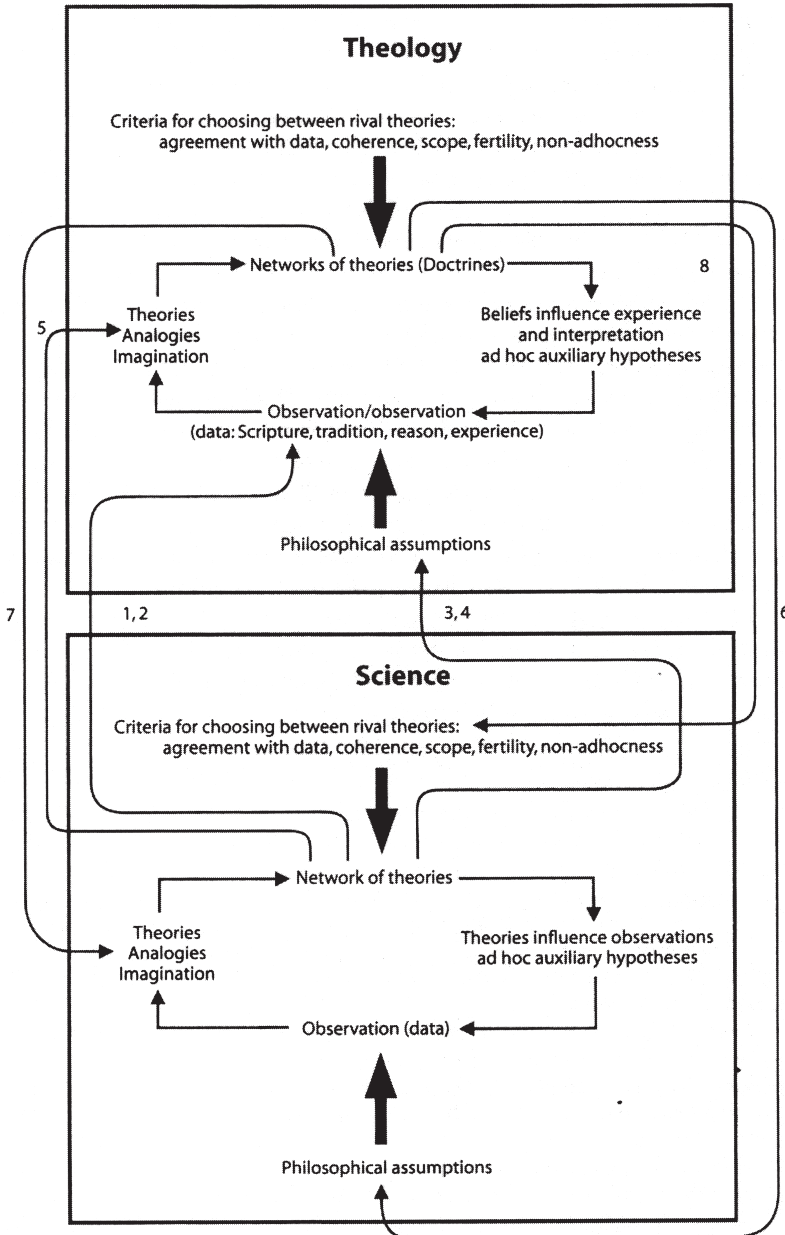 Theology
Criteria for choosing between rival theories:
agreement with data, coherence, scope, fertility, non-adhocness
Networks of theories (Doctrines)
8
5
Theories
Analogies
Imagination
Beliefs influence experience
and interpretation
ad hoc auxiliary hypotheses
Observation/observation
(data: Scripture, tradition, reason, experience)
Philosophical assumptions
7
1, 2
3, 4
6
Science
Criteria for choosing between rival theories:
agreement with data, coherence, scope, fertility, non-adhocness
Network of theories
Theories
Analogies
Imagination
Theories influence observations
ad hoc auxiliary hypotheses
Observation (data)
Philosophical assumptions